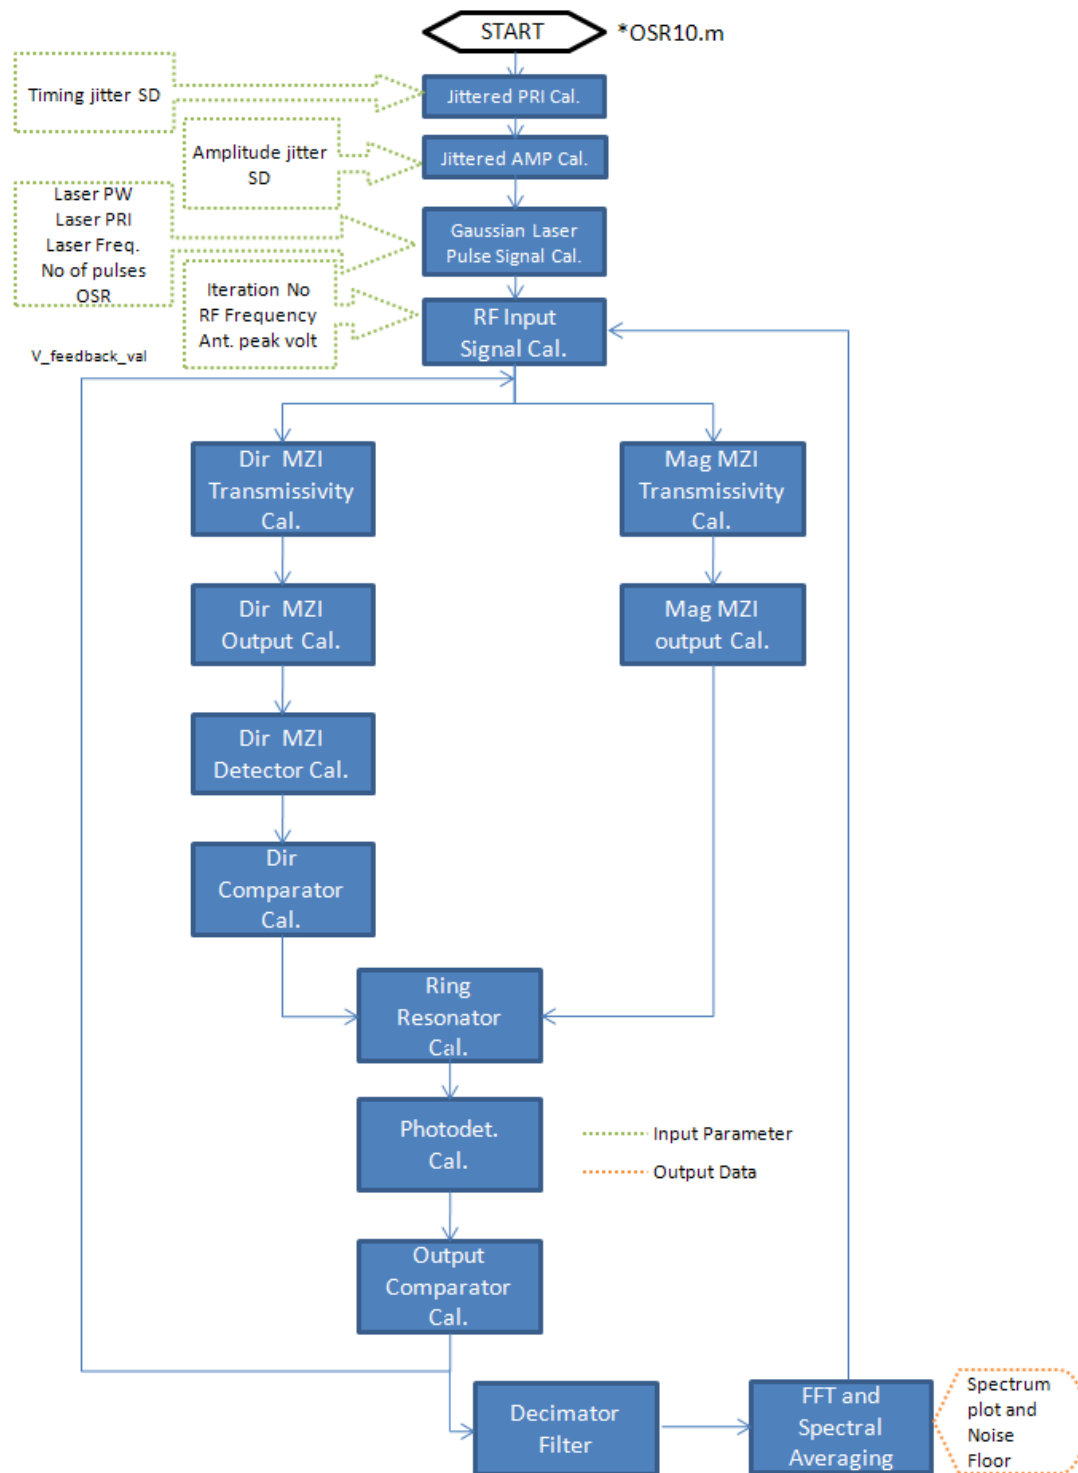 START
*OSR10.m
Timing jitter SD
Jittered PRI Cal.
Amplitude jitter
SD
Jittered AMP Cal.
Laser PW
Laser PRI
Laser Freq.
No of pulses
OSR
Gaussian Laser
Pulse Signal Cal.
Iteration No
RF Frequency
Ant. peak volt
RF Input
Signal Cal.
V_feedback_val
Dir MZI
Transmissivity
Cal.
Mag MZI
Transmissivity
Cal.
Dir MZI
Output Cal.
Mag MZI
output Cal.
Dir MZI
Detector Cal.
Dir
Comparator
Cal.
Ring
Resonator
Cal.
Photodet.
Cal.
Input Parameter
Output Data
Output
Comparator
Cal.
Decimator
Filter
FFT and
Spectral
Averaging
Spectrum
plot and
Noise
Floor